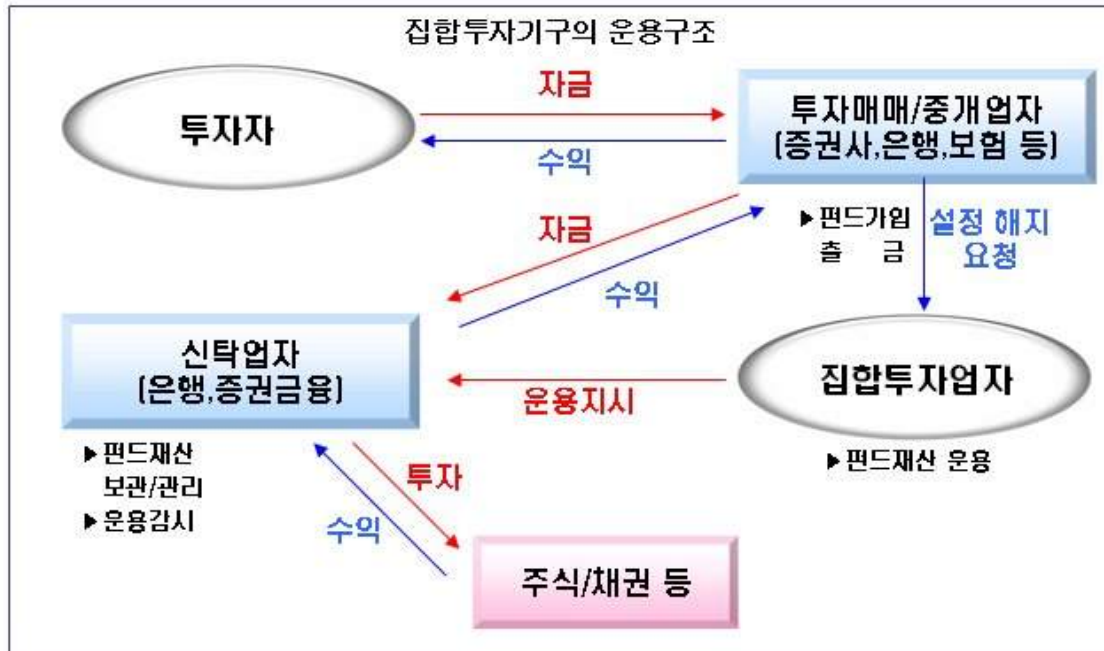 집합투자기구의 운용구조
투자자
자금
수익
투자매매/중개업자
(증권사,은행,보험 등)
자금
수익
▶펀드가입
출 금
설정 해지
요청
신탁업자
(은행,증권금융)
운용지시
집합투자업자
▶펀드재산
보관/관리
▶운용감시
▶펀드재산 운용
투자
수익
주식/채권 등